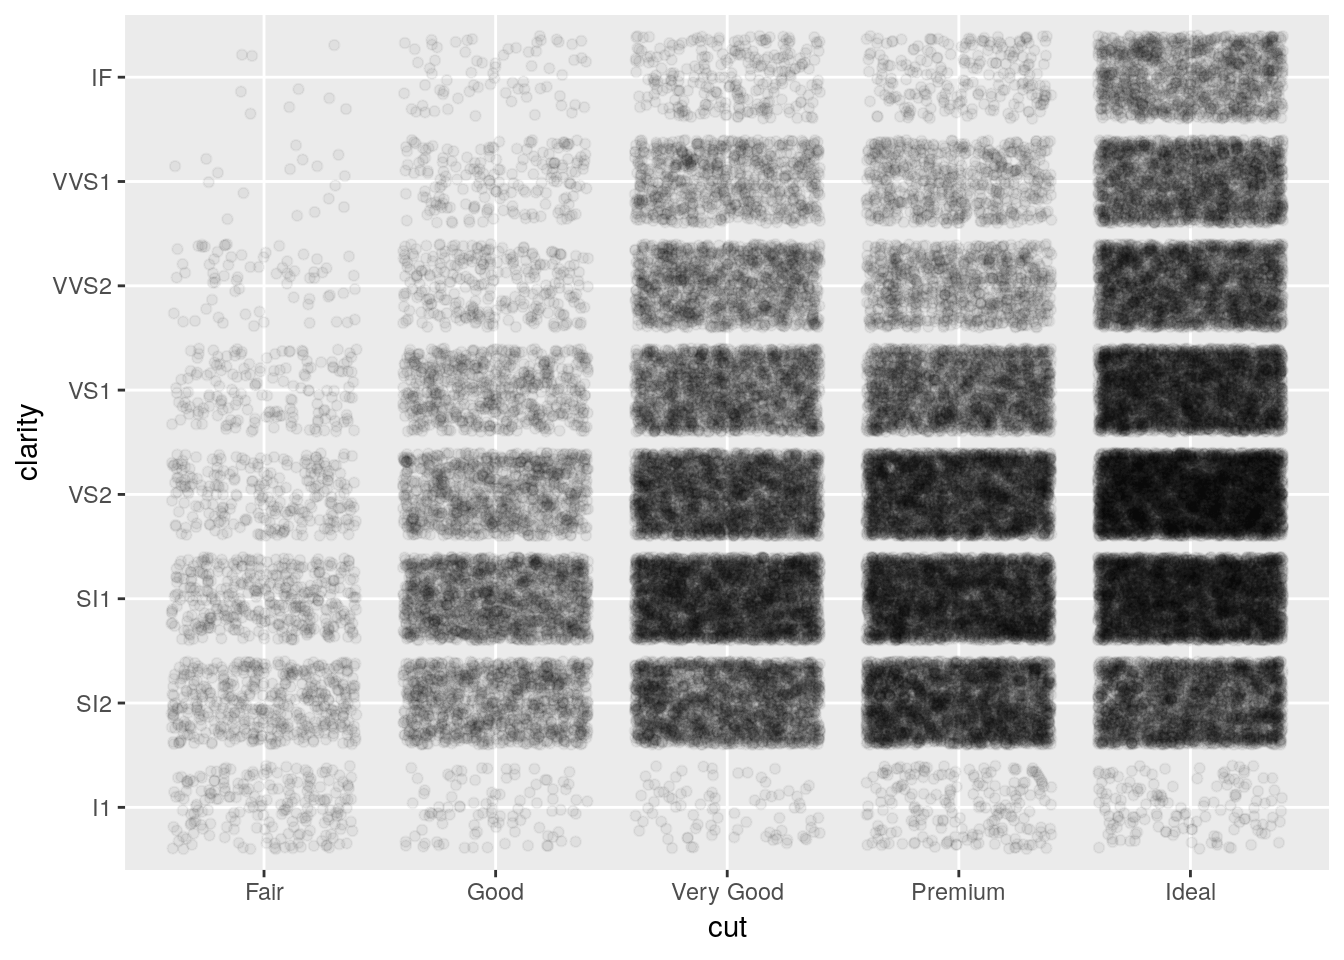 IF
VVS1
VVS2
VS1
VS2
SI1
SI2
I1
clarity
Fair Good Very Good Premium Ideal
cut